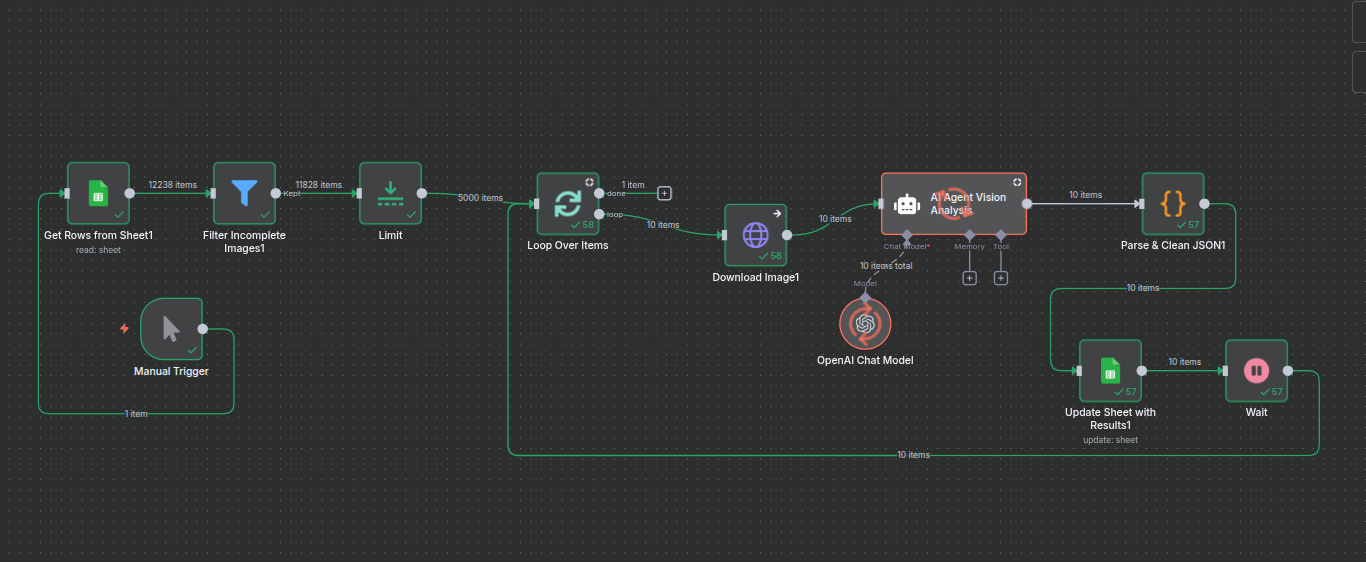 12238 items
Kept
11828 items
5000 items
Get Rows from Sheet1
read: sheet
Filter Incomplete
Images1
Limit
58
done
1 item
loop
Loop Over Items
10 items
58
Download Image1
10 items
AI Agent Vision
Analysis
Chat Model*
Memory
Tool
10 items total
Model
OpenAI Chat Model
10 items
57
Parse & Clean JSON1
10 items
Manual Trigger
1 item
57
Update Sheet with
Results1
update: sheet
10 items
57
Wait
10 items